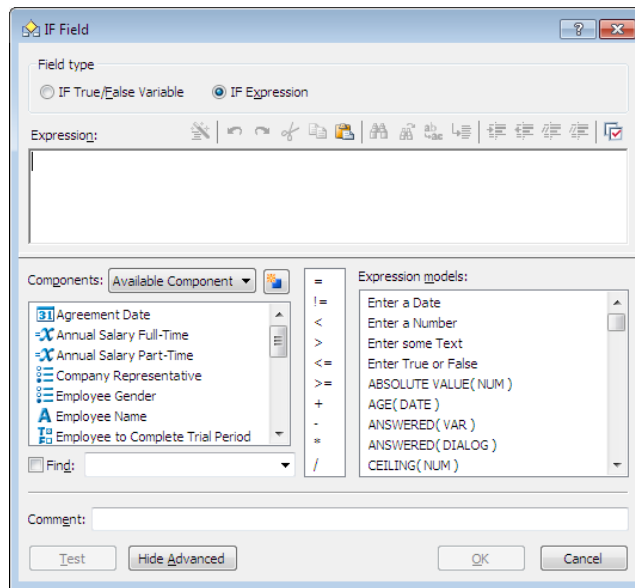 IF Field
Field type
IF True/False Variable
IF Expression
Expression:
Components:
Available Component
Agreement Date
Annual Salary Full-Time
Annual Salary Part-Time
Company Representative
Employee Gender
Employee Name
Employee to Complete Trial Period
Find:
=
!=
<
>
<=
>=
+
-
*
/
Expression models:
Enter a Date
Enter a Number
Enter some Text
Enter True or False
ABSOLUTE VALUE( NUM )
AGE( DATE )
ANSWERED( VAR )
ANSWERED( DIALOG )
CEILING( NUM )
Comment:
Test
Hide Advanced
OK
Cancel